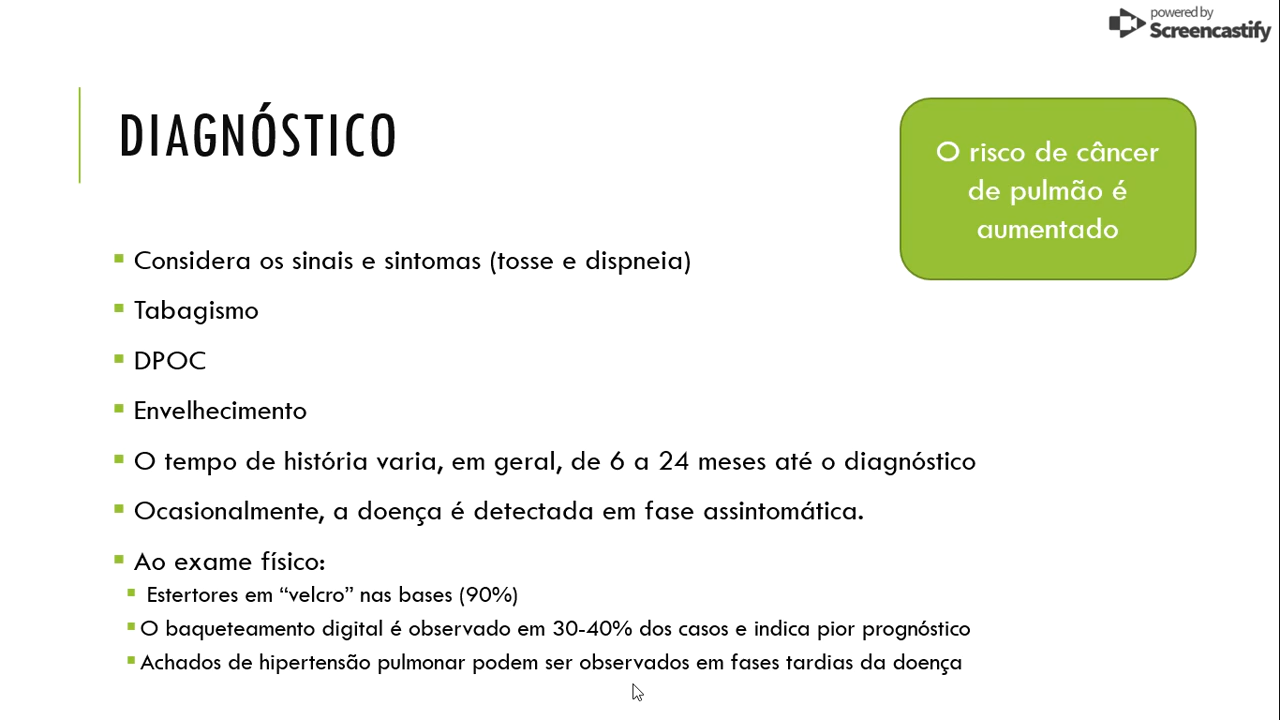 powered by
Screencastify
DIAGNÓSTICO
O risco de câncer
de pulmão é
aumentado
Considera os sinais e sintomas (tosse e dispneia)
Tabagismo
DPOC
Envelhecimento
O tempo de história varia, em geral, de 6 a 24 meses até o diagnóstico
Ocasionalmente, a doença é detectada em fase assintomática.
Ao exame físico:
Estertores em “velcro” nas bases (90%)
O baqueteamento digital é observado em 30-40% dos casos e indica pior prognóstico
Achados de hipertensão pulmonar podem ser observados em fases tardias da doença